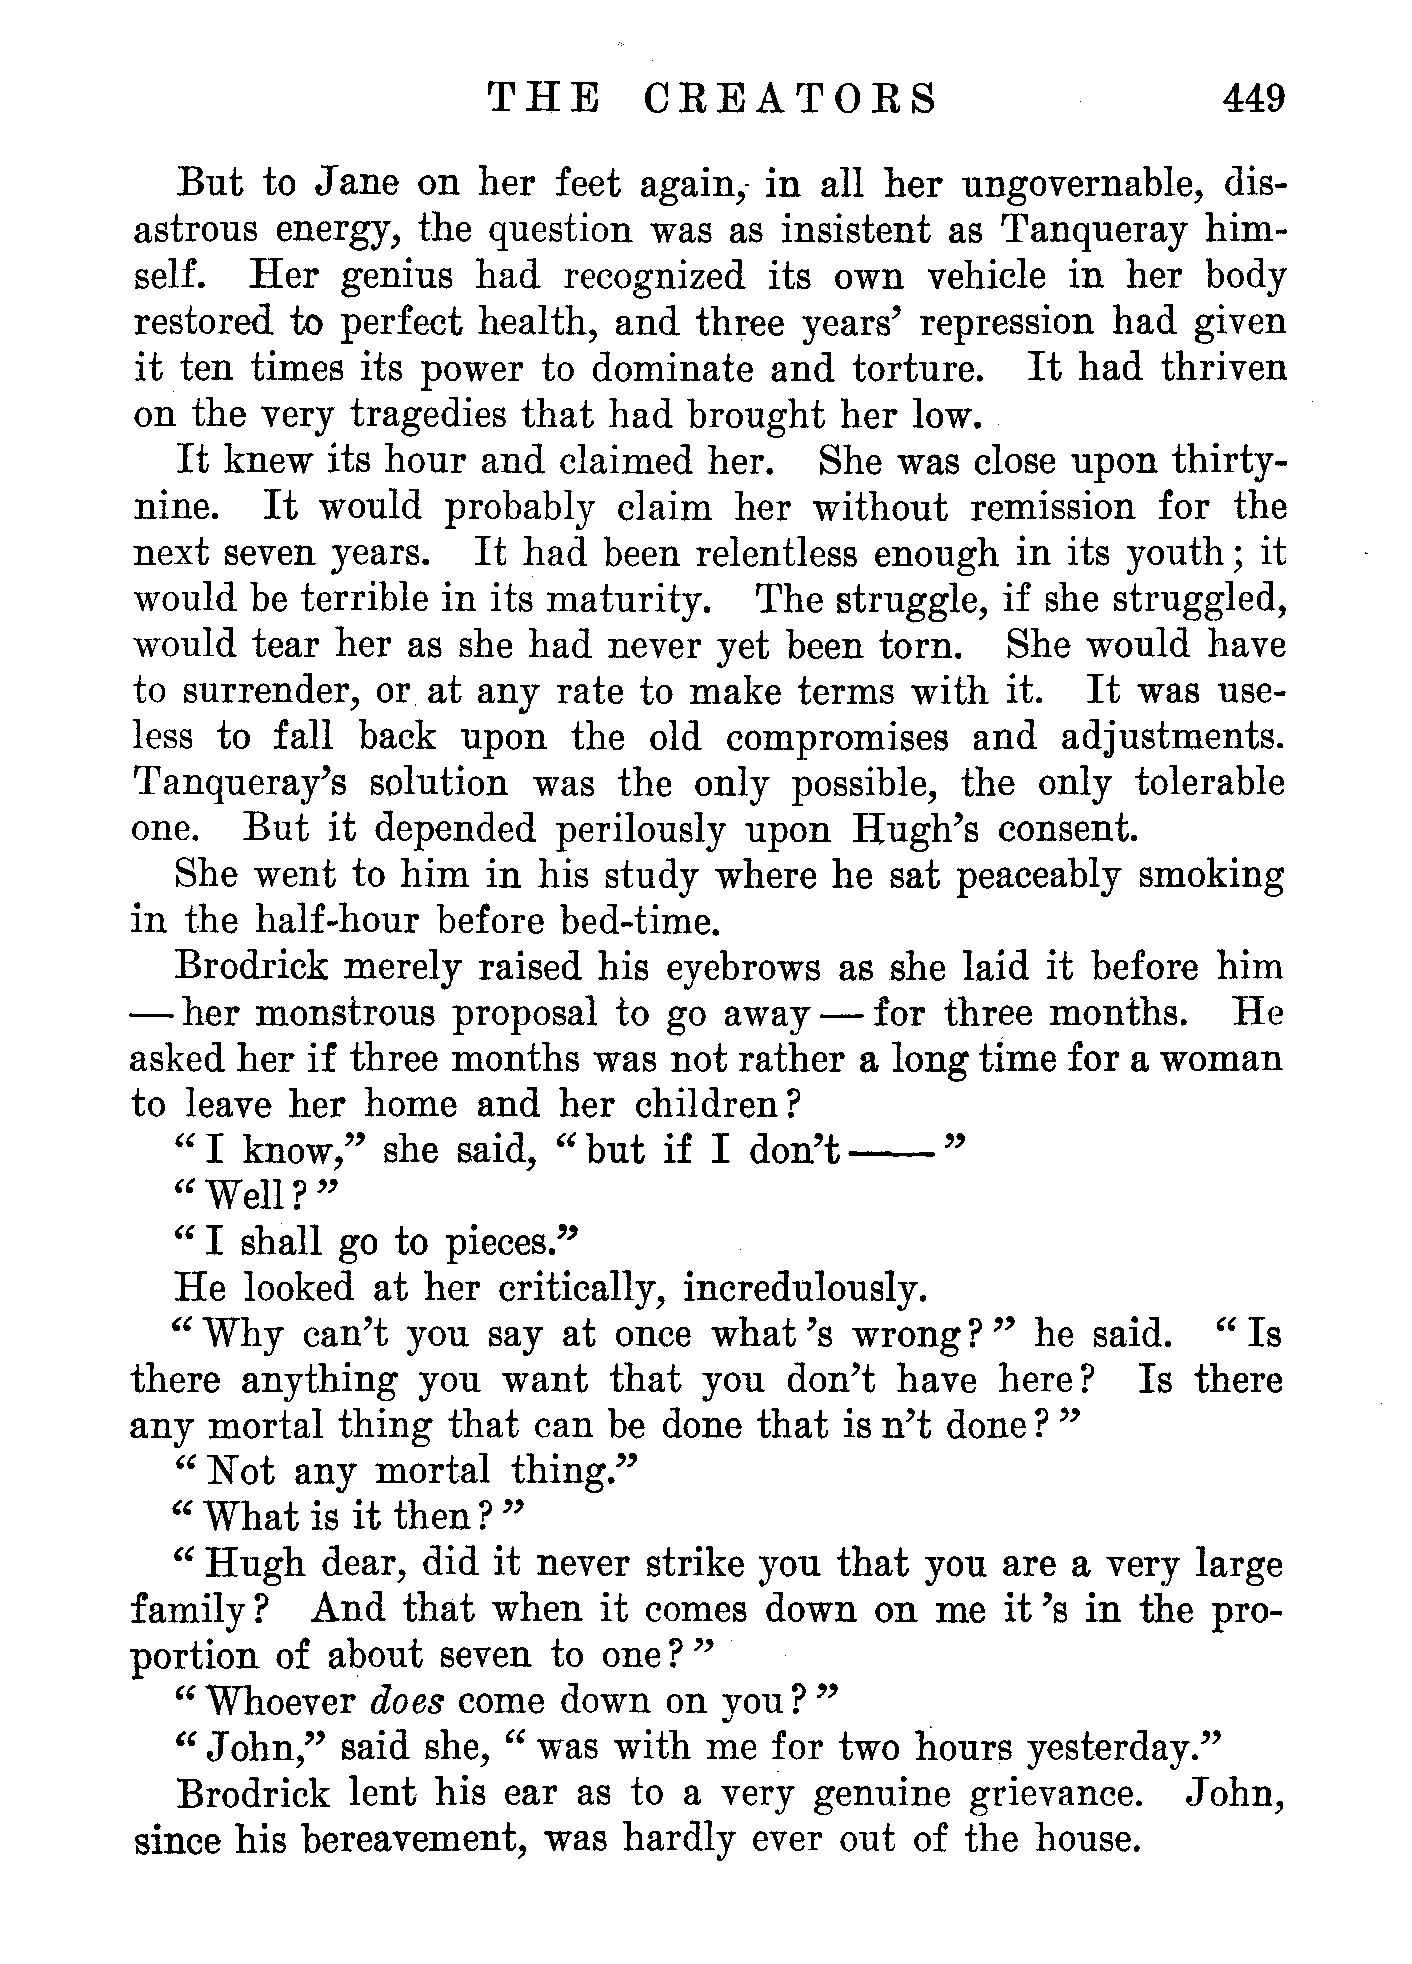 THE CREATORS 449
But to Jane on her feet again, in all her ungovernable, dis-
astrous energy, the question was as insistent as Tanqueray him-
self. Her genius had recognized its own vehicle in her body
restored to perfect health, and three years' repression had given
it ten times its power to dominate and torture. It had thriven
on the very tragedies that had brought her low.
It knew its hour and claimed her. She was close upon thirty-
nine. It would probably claim her without remission for the
next seven years. It had been relentless enough in its youth; it
would be terrible in its maturity. The struggle, if she struggled,
would tear her as she had never yet been torn. She would have
to surrender, or at any rate to make terms with it. It was use-
less to fall back upon the old compromises and adjustments.
Tanqueray's solution was the only possible, the only tolerable
one. But it depended perilously upon Hugh's consent.
She went to him in his study where he sat peaceably smoking
in the half-hour before bed-time.
Brodrick merely raised his eyebrows as she laid it before him
— her monstrous proposal to go away — for three months. He
asked her if three months was not rather a long time for a woman
to leave her home and her children?
"I know," she said, "but if I don't——"
"Well?"
"I shall go to pieces."
He looked at her critically, incredulously.
"Why can't you say at once what 's wrong?" he said. "Is
there anything you want that you don't have here? Is there
any mortal thing that can be done that is n't done?"
"Not any mortal thing."
"What is it then?"
"Hugh dear, did it never strike you that you are a very large
family? And that when it comes down on me it 's in the pro-
portion of about seven to one?"
"Whoever does come down on you?"
"John," said she, "was with me for two hours yesterday."
Brodrick lent his ear as to a very genuine grievance. John,
since his bereavement, was hardly ever out of the house.